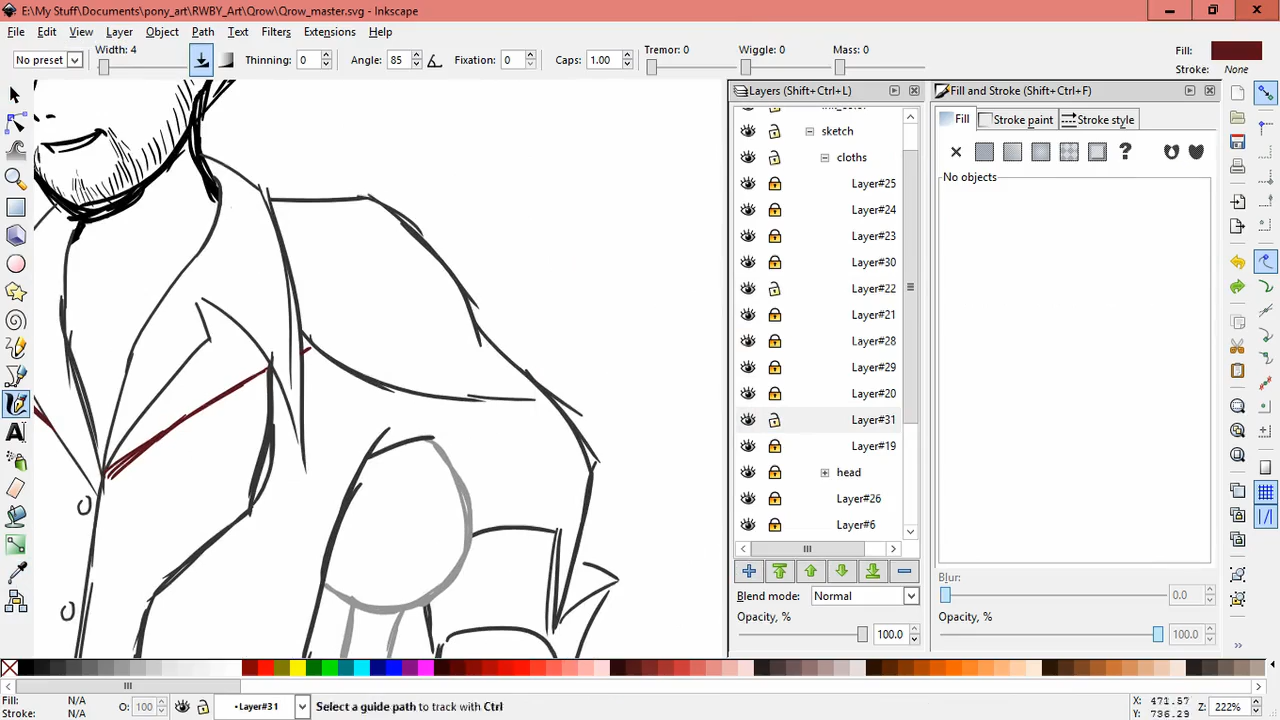 E:\My Stuff\Documents\pony_art\RWBY_Art\Qrow\Qrow_master.svg - Inkscape
File Edit View Layer Object Path Text Filters Extensions Help
No preset Width: 4 Thinning: 0 Angle: 85 Fixation: 0 Caps: 1.00 Tremor: 0 Wiggle: 0 Mass: 0 Fill:
Stroke: None
Layers (Shift+Ctrl+L) Fill and Stroke (Shift+Ctrl+F)
Fill Stroke paint Stroke style
No objects
sketch
cloths
Layer#25
Layer#24
Layer#23
Layer#30
Layer#22
Layer#21
Layer#28
Layer#29
Layer#20
Layer#31
Layer#19
head
Layer#26
Layer#6
Blend mode: Normal
Opacity, % 100.0
Blur:
0.0
Opacity, %
100.0
Fill: N/A
Stroke: N/A
O: 100
•Layer#31
Select a guide path to track with Ctrl
X: 471.57
Y: 736.29
Z: 222%